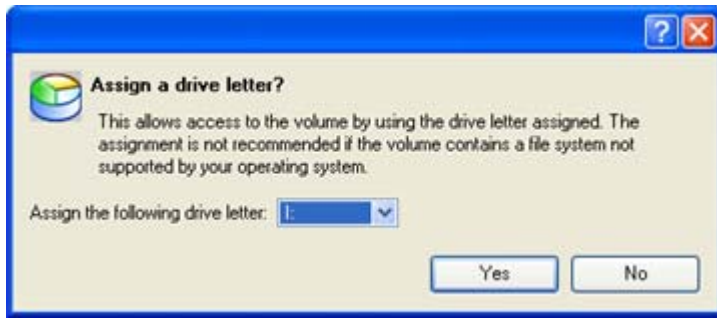 ?
Assign a drive letter?
This allows access to the volume by using the drive letter assigned. The
assignment is not recommended if the volume contains a file system not
supported by your operating system.
Assign the following drive letter: I:
Yes No